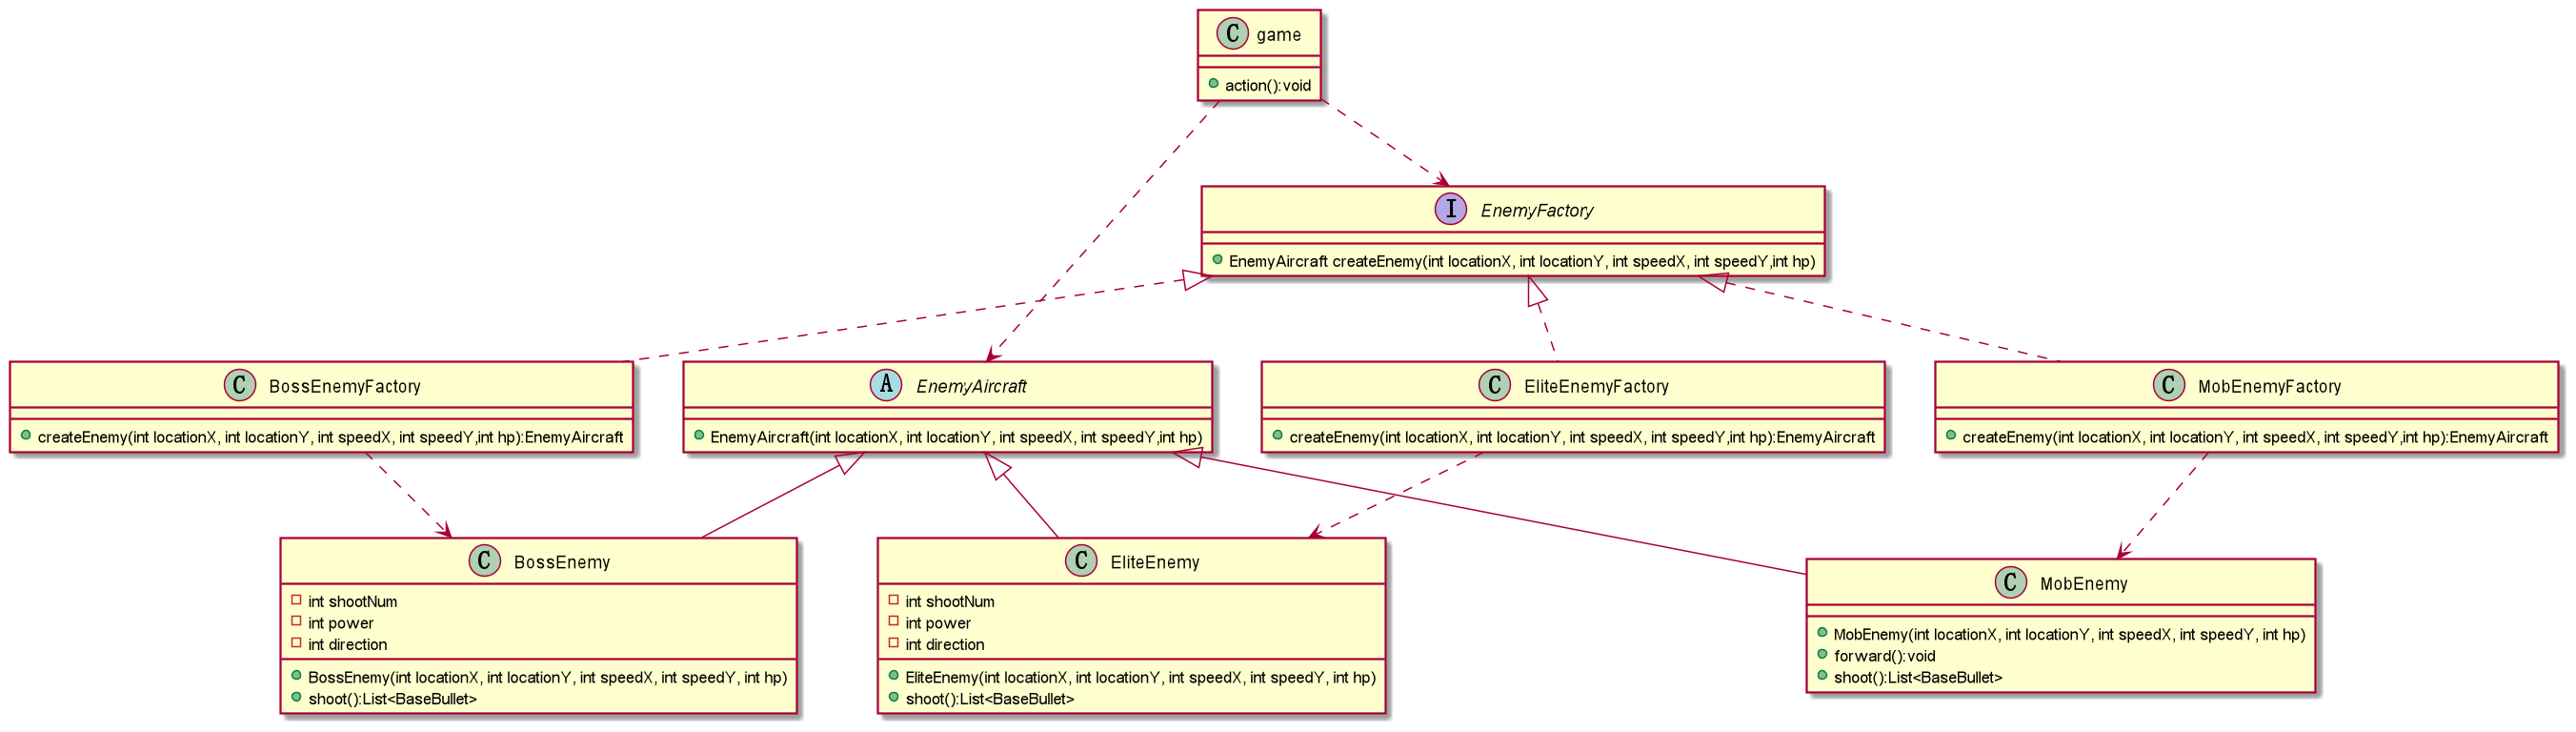 C game
action():void
I EnemyFactory
EnemyAircraft createEnemy(int locationX, int locationY, int speedX, int speedY,int hp)
C BossEnemyFactory
createEnemy(int locationX, int locationY, int speedX, int speedY,int hp):EnemyAircraft
A EnemyAircraft
EnemyAircraft(int locationX, int locationY, int speedX, int speedY,int hp)
C EliteEnemyFactory
createEnemy(int locationX, int locationY, int speedX, int speedY,int hp):EnemyAircraft
C MobEnemyFactory
createEnemy(int locationX, int locationY, int speedX, int speedY,int hp):EnemyAircraft
C BossEnemy
int shootNum
int power
int direction
BossEnemy(int locationX, int locationY, int speedX, int speedY, int hp)
shoot():List<BaseBullet>
C EliteEnemy
int shootNum
int power
int direction
EliteEnemy(int locationX, int locationY, int speedX, int speedY, int hp)
shoot():List<BaseBullet>
C MobEnemy
MobEnemy(int locationX, int locationY, int speedX, int speedY, int hp)
forward():void
shoot():List<BaseBullet>